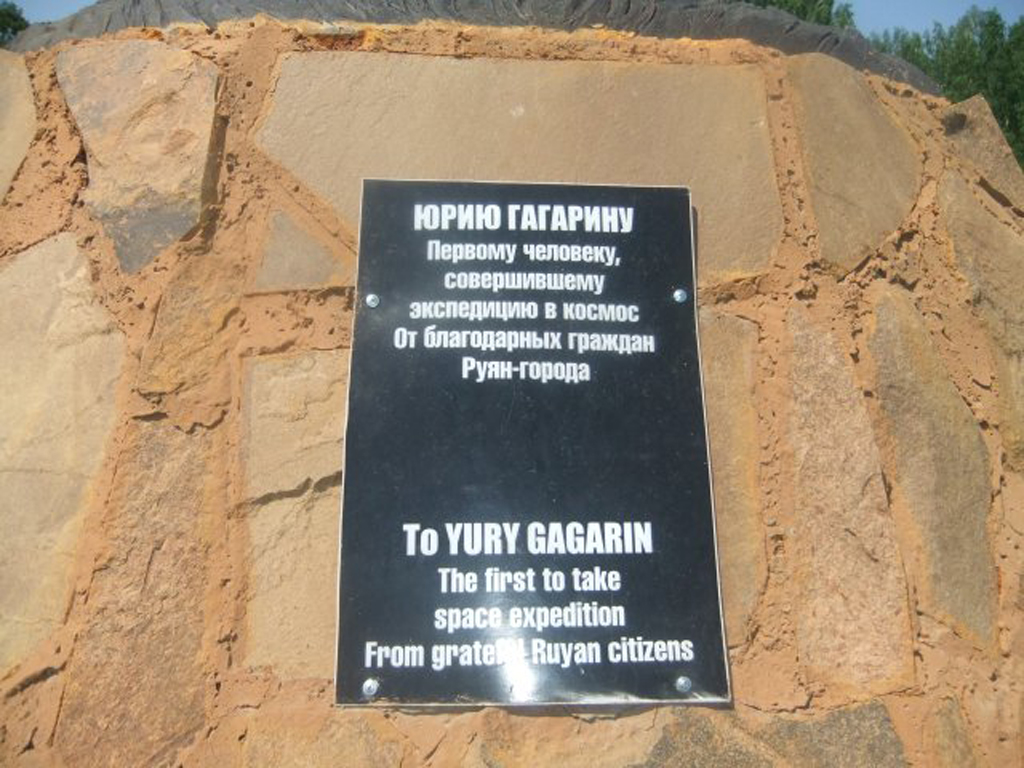 ЮРИЮ ГАГАРИНУ
Первому человеку,
совершившему
экспедицию в космос
От благодарных граждан
Руян-города
To YURY GAGARIN
The first to take
space expedition
From grateful Ruyan citizens